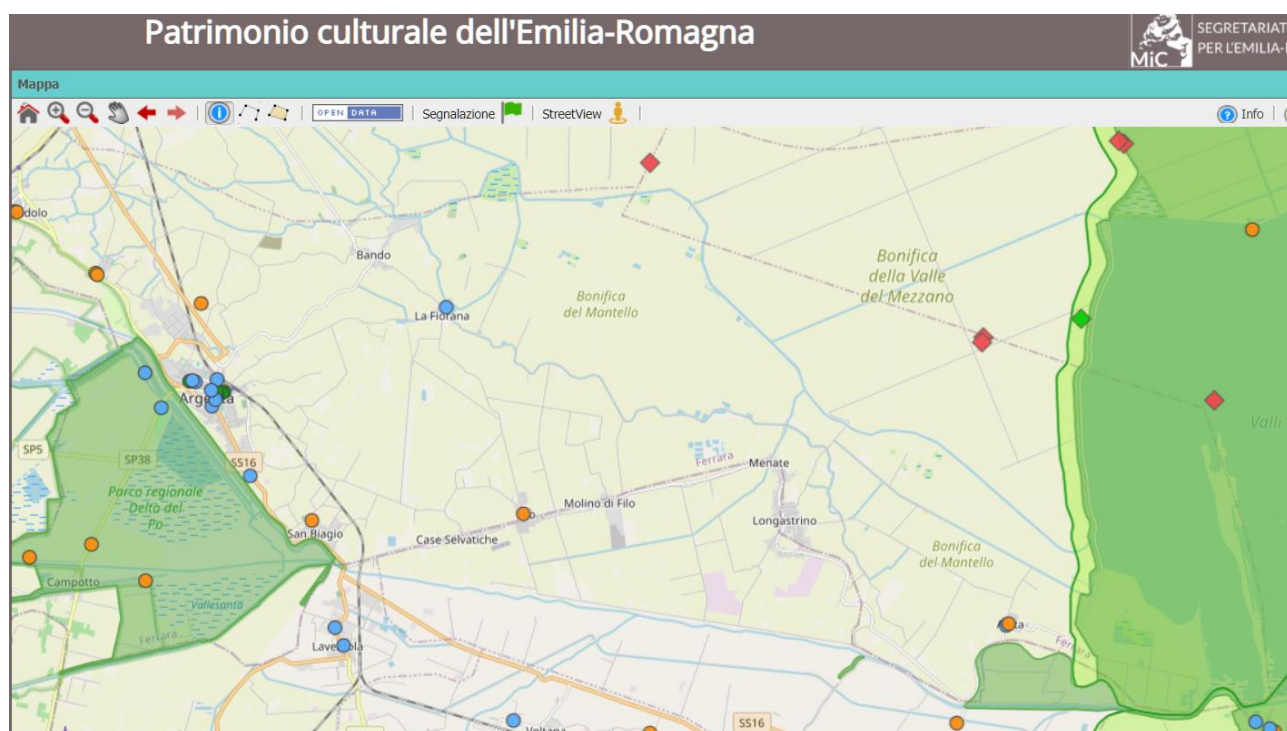 Patrimonio culturale dell'Emilia-Romagna
MiC
SEGRETARIAT
PER L'EMILIA-
Mappa
OPEN DATA
Segnalazione
StreetView
Info
Bando
La Fiorana
Bonifica
del Mantello
Bonifica
della Valle
del Mezzano
SP5
SP38
SS16
Parco regionale
Delta del
Po
San Biagio
Case Selvatiche
Molino di Filo
Ferrara
Menate
Longastrino
Bonifica
del Mantello
Campotto
Vallesanta
Ferrara
Ferrara
Valli
SS16
Voltana